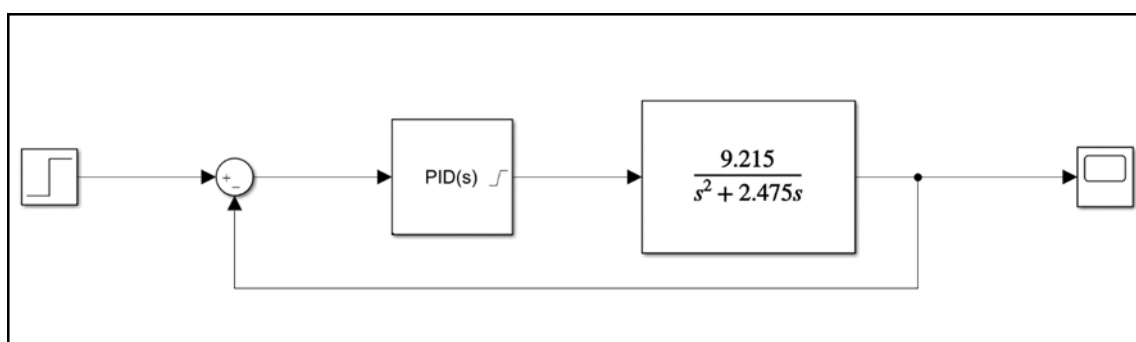 +
−
PID(s)
9.215
s² + 2.475s